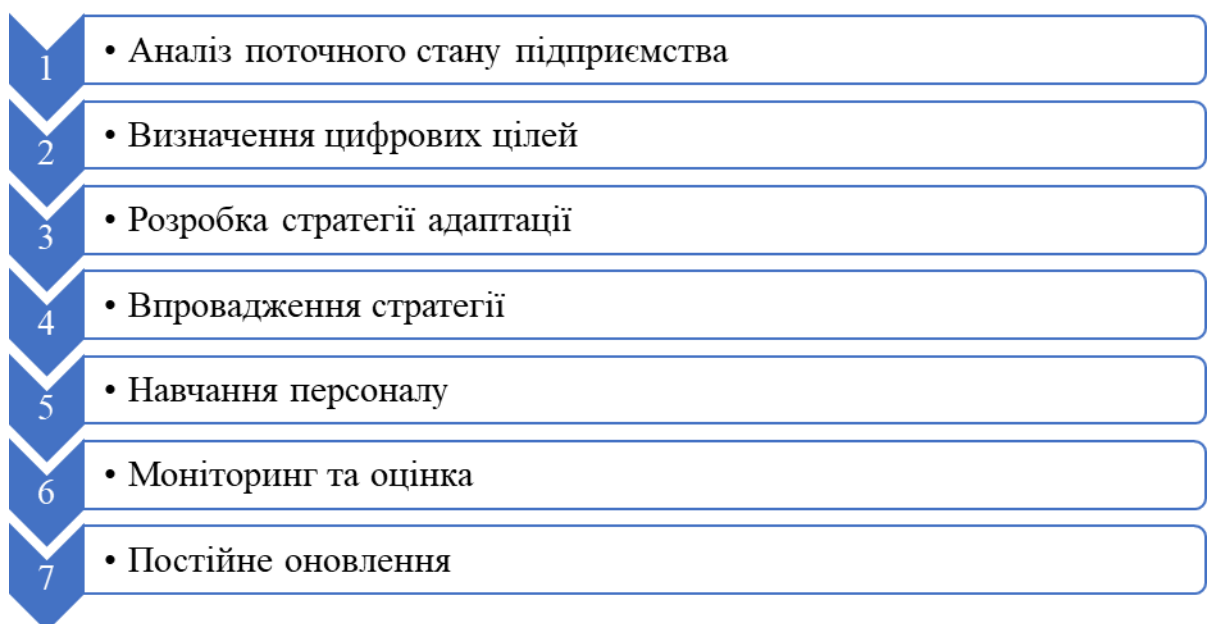 1 • Аналіз поточного стану підприємства
2 • Визначення цифрових цілей
3 • Розробка стратегії адаптації
4 • Впровадження стратегії
5 • Навчання персоналу
6 • Моніторинг та оцінка
7 • Постійне оновлення